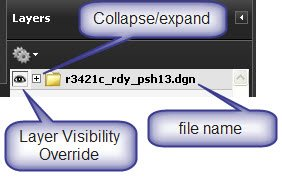 Layers
Collapse/expand
r3421c_rdy_psh13.dgn
Layer Visibility
Override
file name